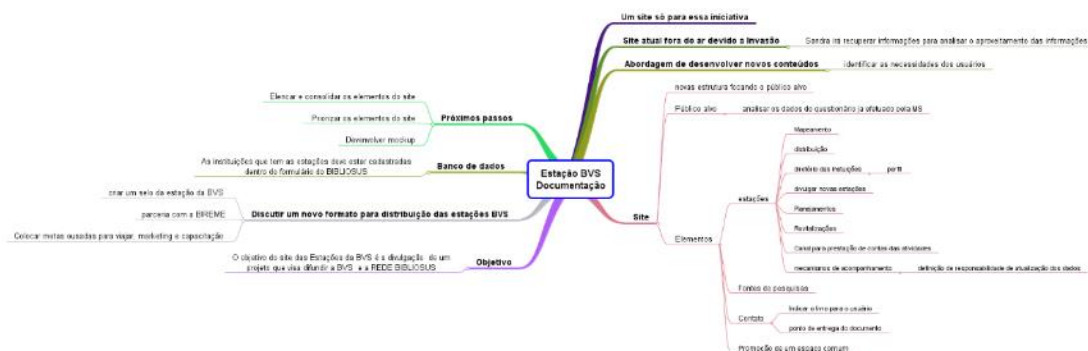 Um site só para essa iniciativa
Site atual fora do ar devido a invasão
Sandra irá recuperar informações para analisar o aproveitamento das informações
Abordagem de desenvolver novos conteúdos
identificar as necessidades dos usuários
Elencar e consolidar os elementos do site
Priorizar os elementos do site
Desenvolver mockup
Próximos passos
As instituições que tem as estações deve estar cadastradas
dentro do formulário do BIBLIOSUS
Banco de dados
criar um selo da estação da BVS
parceria com a BIREME
Colocar metas ousadas para viajar, marketing e capacitação
Discutir um novo formato para distribuição das estações BVS
O objetivo do site das Estações da BVS é a divulgação de um
projeto que visa difundir a BVS e a REDE BIBLIOSUS
Objetivo
Estação BVS
Documentação
Site
novas estrutura focando o público alvo
Público alvo
analisar os dados do questionário ja efetuado pela MS
Elementos
estações
Mapeamento
distribuição
diretório das instuições
perfil
divulgar novas estações
Planejamentos
Revitalizações
Canal para prestação de contas das atividades
mecanismos de acompanhamento
definição de responsabilidade de atualização dos dados
Fontes de pesquisas
Contato
Indicar o livro para o usuário
ponto de entrega do documento
Promoção de um espaço comum